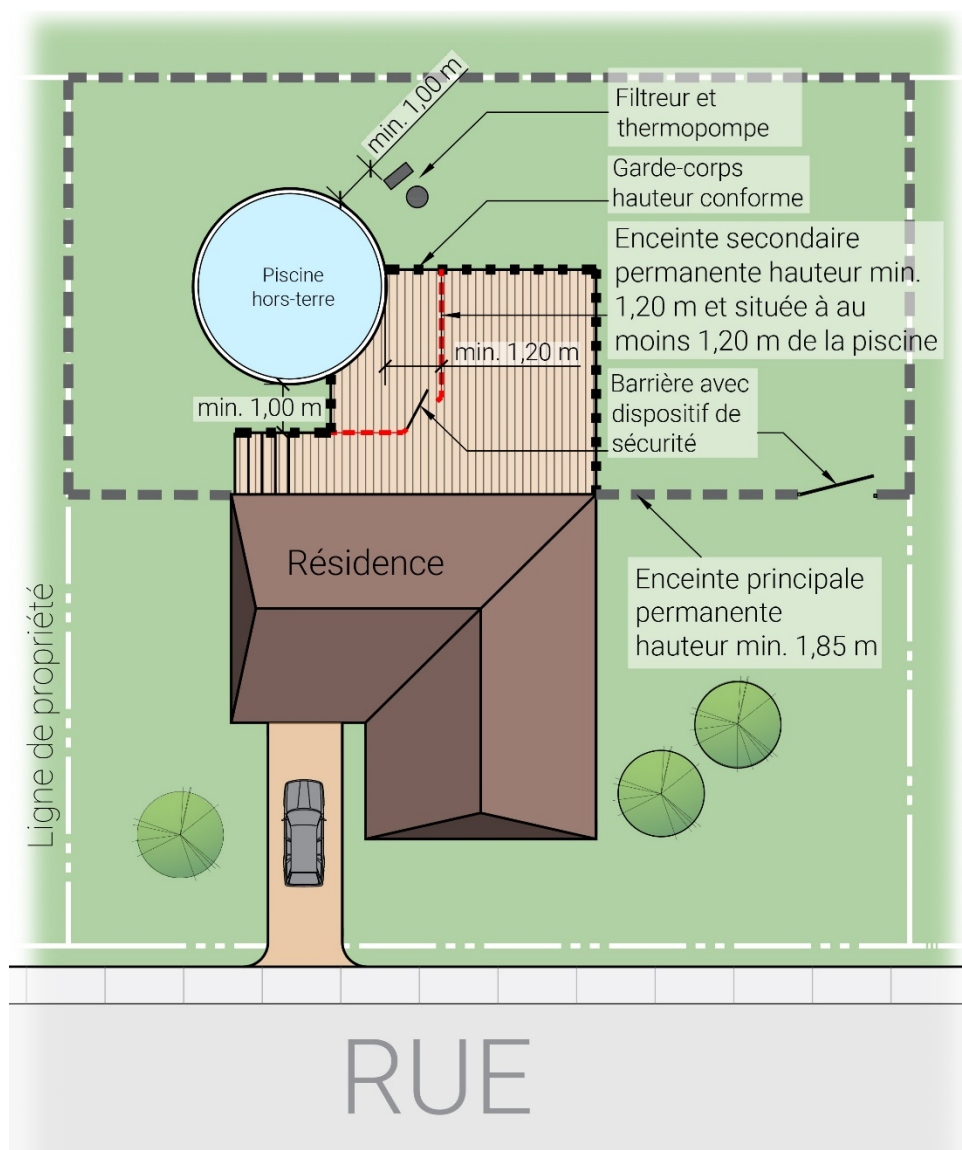 min. 1,00 m
Filtreur et
thermopompe
Garde-corps
hauteur conforme
Enceinte secondaire
permanente hauteur min.
1,20 m et située à au
moins 1,20 m de la piscine
Piscine
hors-terre
min. 1,20 m
min. 1,00 m
Barrière avec
dispositif de
sécurité
Résidence
Enceinte principale
permanente
hauteur min. 1,85 m
Ligne de propriété
RUE